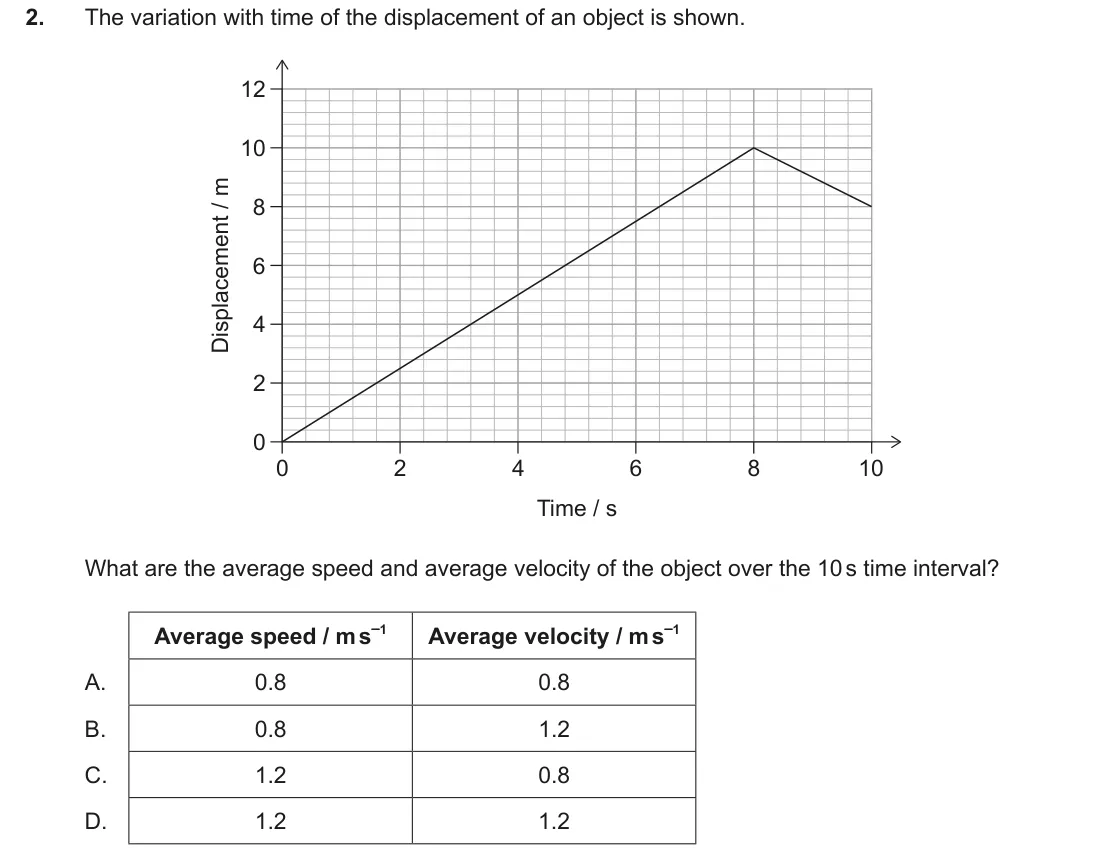 2. The variation with time of the displacement of an object is shown.
12
10
8
6
4
2
0
Displacement / m
0 2 4 6 8 10
Time / s
What are the average speed and average velocity of the object over the 10 s time interval?
Average speed / m s⁻¹ Average velocity / m s⁻¹
A. 0.8 0.8
B. 0.8 1.2
C. 1.2 0.8
D. 1.2 1.2